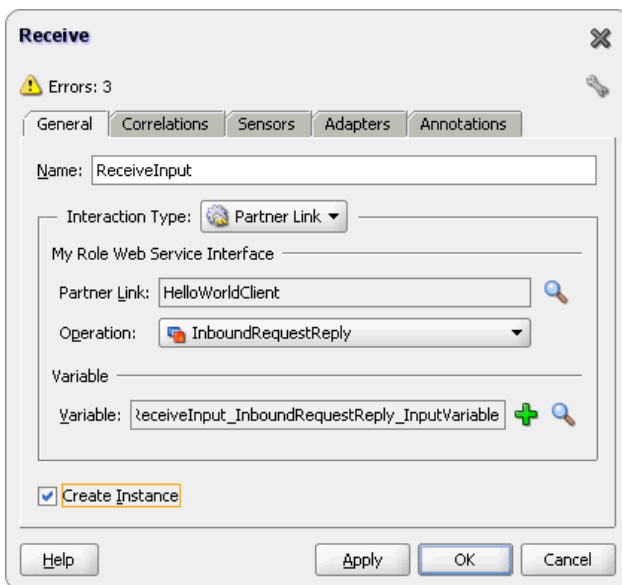 Receive
Errors: 3
General Correlations Sensors Adapters Annotations
Name: ReceiveInput
Interaction Type: Partner Link
My Role Web Service Interface
Partner Link: HelloWorldClient
Operation: InboundRequestReply
Variable
Variable: ReceiveInput_InboundRequestReply_InputVariable
Create Instance
Help Apply OK Cancel